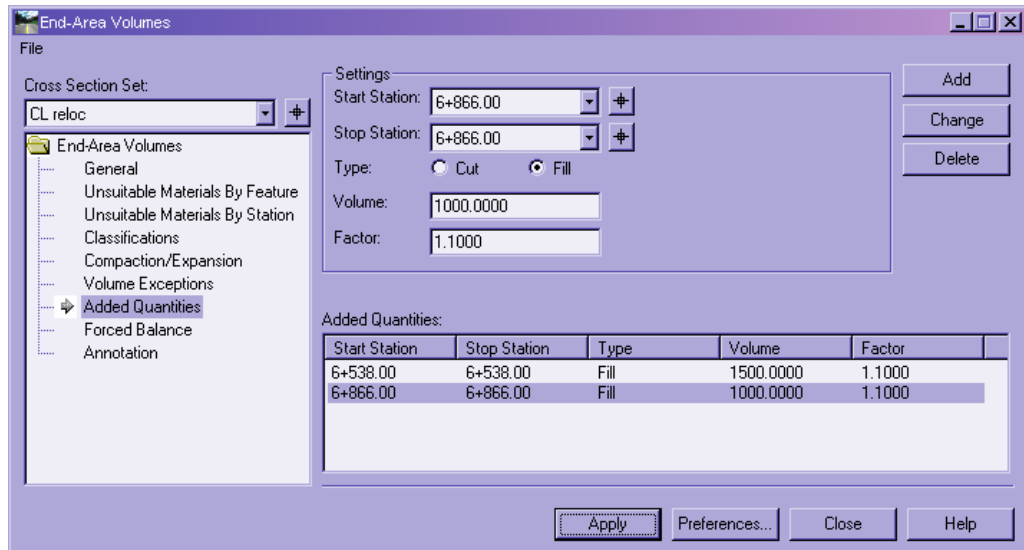 End-Area Volumes
File
Cross Section Set:
CL reloc
End-Area Volumes
General
Unsuitable Materials By Feature
Unsuitable Materials By Station
Classifications
Compaction/Expansion
Volume Exceptions
Added Quantities
Forced Balance
Annotation
Settings
Start Station: 6+866.00
Stop Station: 6+866.00
Type: Cut Fill
Volume: 1000.0000
Factor: 1.1000
Add
Change
Delete
Added Quantities:
Start Station Stop Station Type Volume Factor
6+538.00 6+538.00 Fill 1500.0000 1.1000
6+866.00 6+866.00 Fill 1000.0000 1.1000
Apply Preferences... Close Help